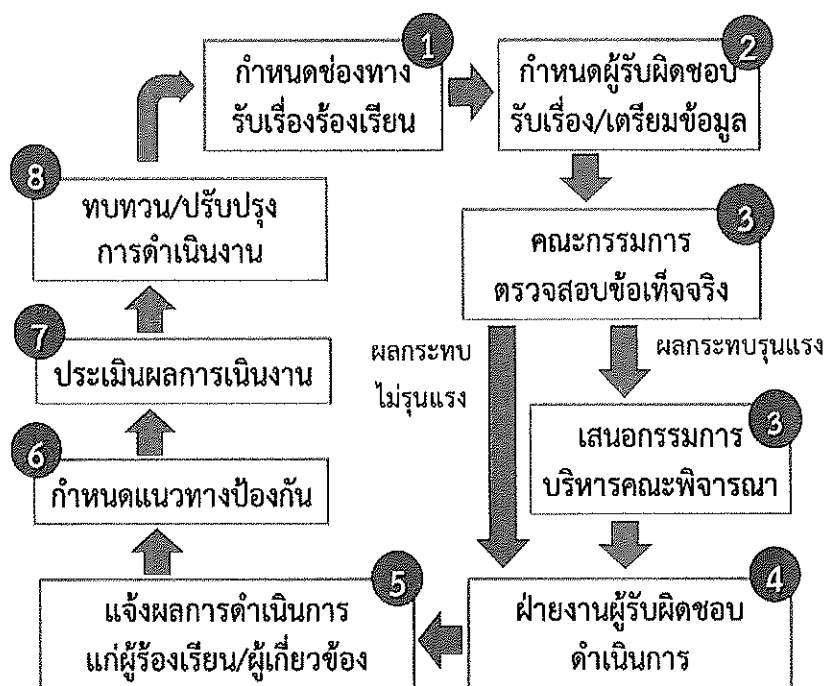 1
กำหนดช่องทาง
รับเรื่องร้องเรียน
2
กำหนดผู้รับผิดชอบ
รับเรื่อง/เตรียมข้อมูล
3
คณะกรรมการ
ตรวจสอบข้อเท็จจริง
ผลกระทบ
ไม่รุนแรง
ผลกระทบรุนแรง
3
เสนอกรรมการ
บริหารคณะพิจารณา
4
ฝ่ายงานผู้รับผิดชอบ
ดำเนินการ
5
แจ้งผลการดำเนินการ
แก่ผู้ร้องเรียน/ผู้เกี่ยวข้อง
6
กำหนดแนวทางป้องกัน
7
ประเมินผลการเนินงาน
8
ทบทวน/ปรับปรุง
การดำเนินงาน